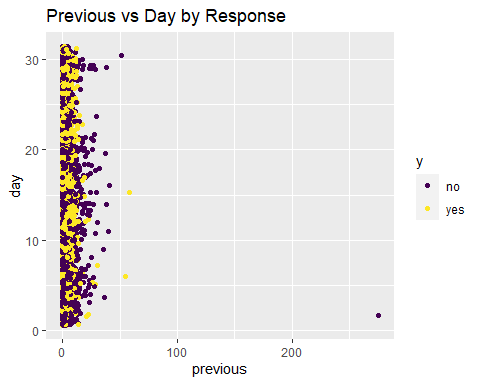 Previous vs Day by Response
30
20
10
0
day
0
100
200
previous
y
no
yes